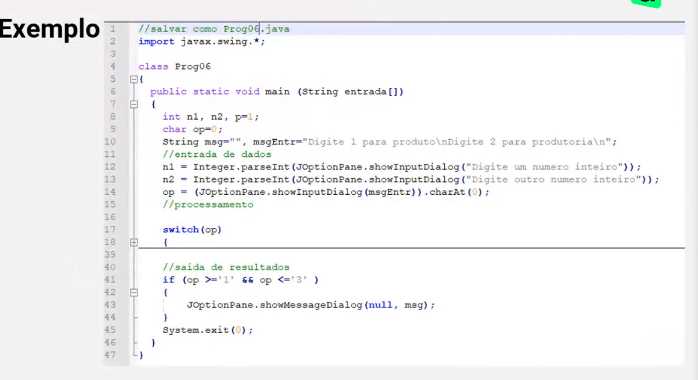 Exemplo
1 //salvar como Prog06.java
2 import javax.swing.*;
3
4 class Prog06
5 {
6 public static void main (String entrada[])
7 {
8 int n1, n2, p=1;
9 char op=0;
10 String msg="", msgEntr="Digite 1 para produto\nDigite 2 para produtoria\n";
11 //entrada de dados
12 n1 = Integer.parseInt(JOptionPane.showInputDialog("Digite um numero inteiro"));
13 n2 = Integer.parseInt(JOptionPane.showInputDialog("Digite outro numero inteiro"));
14 op = (JOptionPane.showInputDialog(msgEntr)).charAt(0);
15 //processamento
16
17 switch(op)
18 {
39
40 //saida de resultados
41 if (op >='1' && op <='3' )
42 {
43 JOptionPane.showMessageDialog(null, msg);
44 }
45 System.exit(0);
46 }
47 }